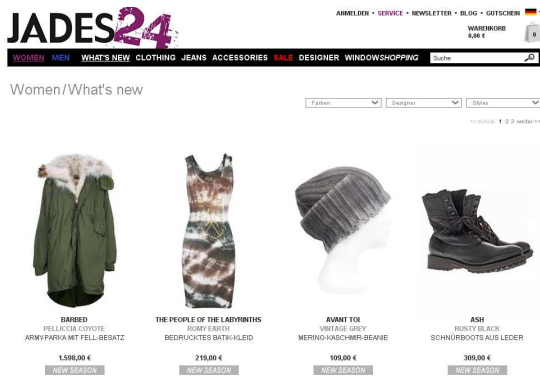 JADES24
ANMELDEN • SERVICE • NEWSLETTER • BLOG • GUTSCHEIN
WARENKORB
0,00 €
0
WOMEN MEN WHAT'S NEW CLOTHING JEANS ACCESSORIES SALE DESIGNER WINDOWSHOPPING Suche
Women/What's new
Farben Designer Styles
<< zurück 1 2 3 weiter >>
BARBED
PELLICCIA COYOTE
ARMY-PARKA MIT FELL-BESATZ
1.598,00 €
NEW SEASON
THE PEOPLE OF THE LABYRINTHS
ROMY EARTH
BEDRUCKTES BATIK-KLEID
219,00 €
NEW SEASON
AVANT TOI
VINTAGE GREY
MERINO-KASCHMIR-BEANIE
109,00 €
NEW SEASON
ASH
RUSTY BLACK
SCHNÜRBOOTS AUS LEDER
309,00 €
NEW SEASON